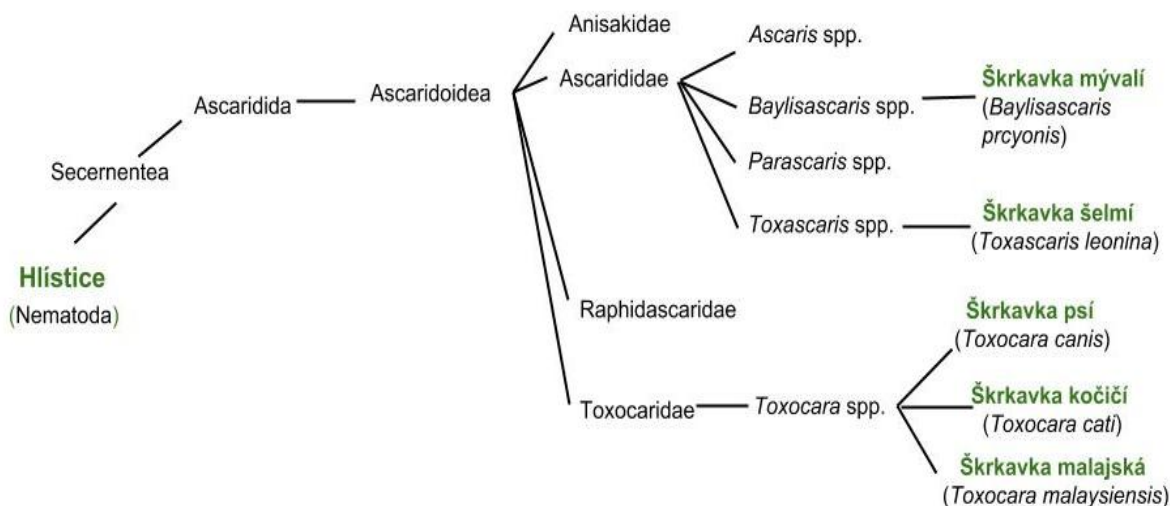 Hlístice
(Nematoda)
Secernentea
Ascaridida
Ascaridoidea
Anisakidae
Ascarididae
Ascaris spp.
Baylisascaris spp.
Škrkavka mývalí
(Baylisascaris
prcyonis)
Parascaris spp.
Toxascaris spp.
Škrkavka šelmí
(Toxascaris leonina)
Raphidascaridae
Toxocaridae
Toxocara spp.
Škrkavka psí
(Toxocara canis)
Škrkavka kočičí
(Toxocara cati)
Škrkavka malajská
(Toxocara malaysiensis)